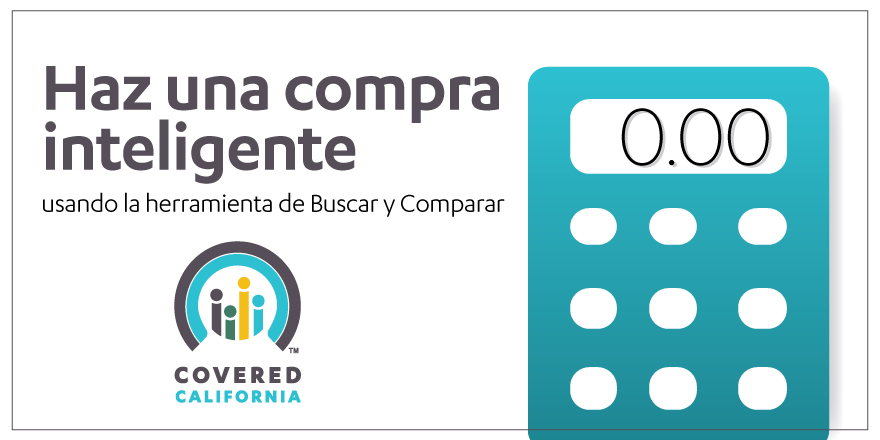 Haz una compra
inteligente
usando la herramienta de Buscar y Comparar
0.00
TM
COVERED
CALIFORNIA